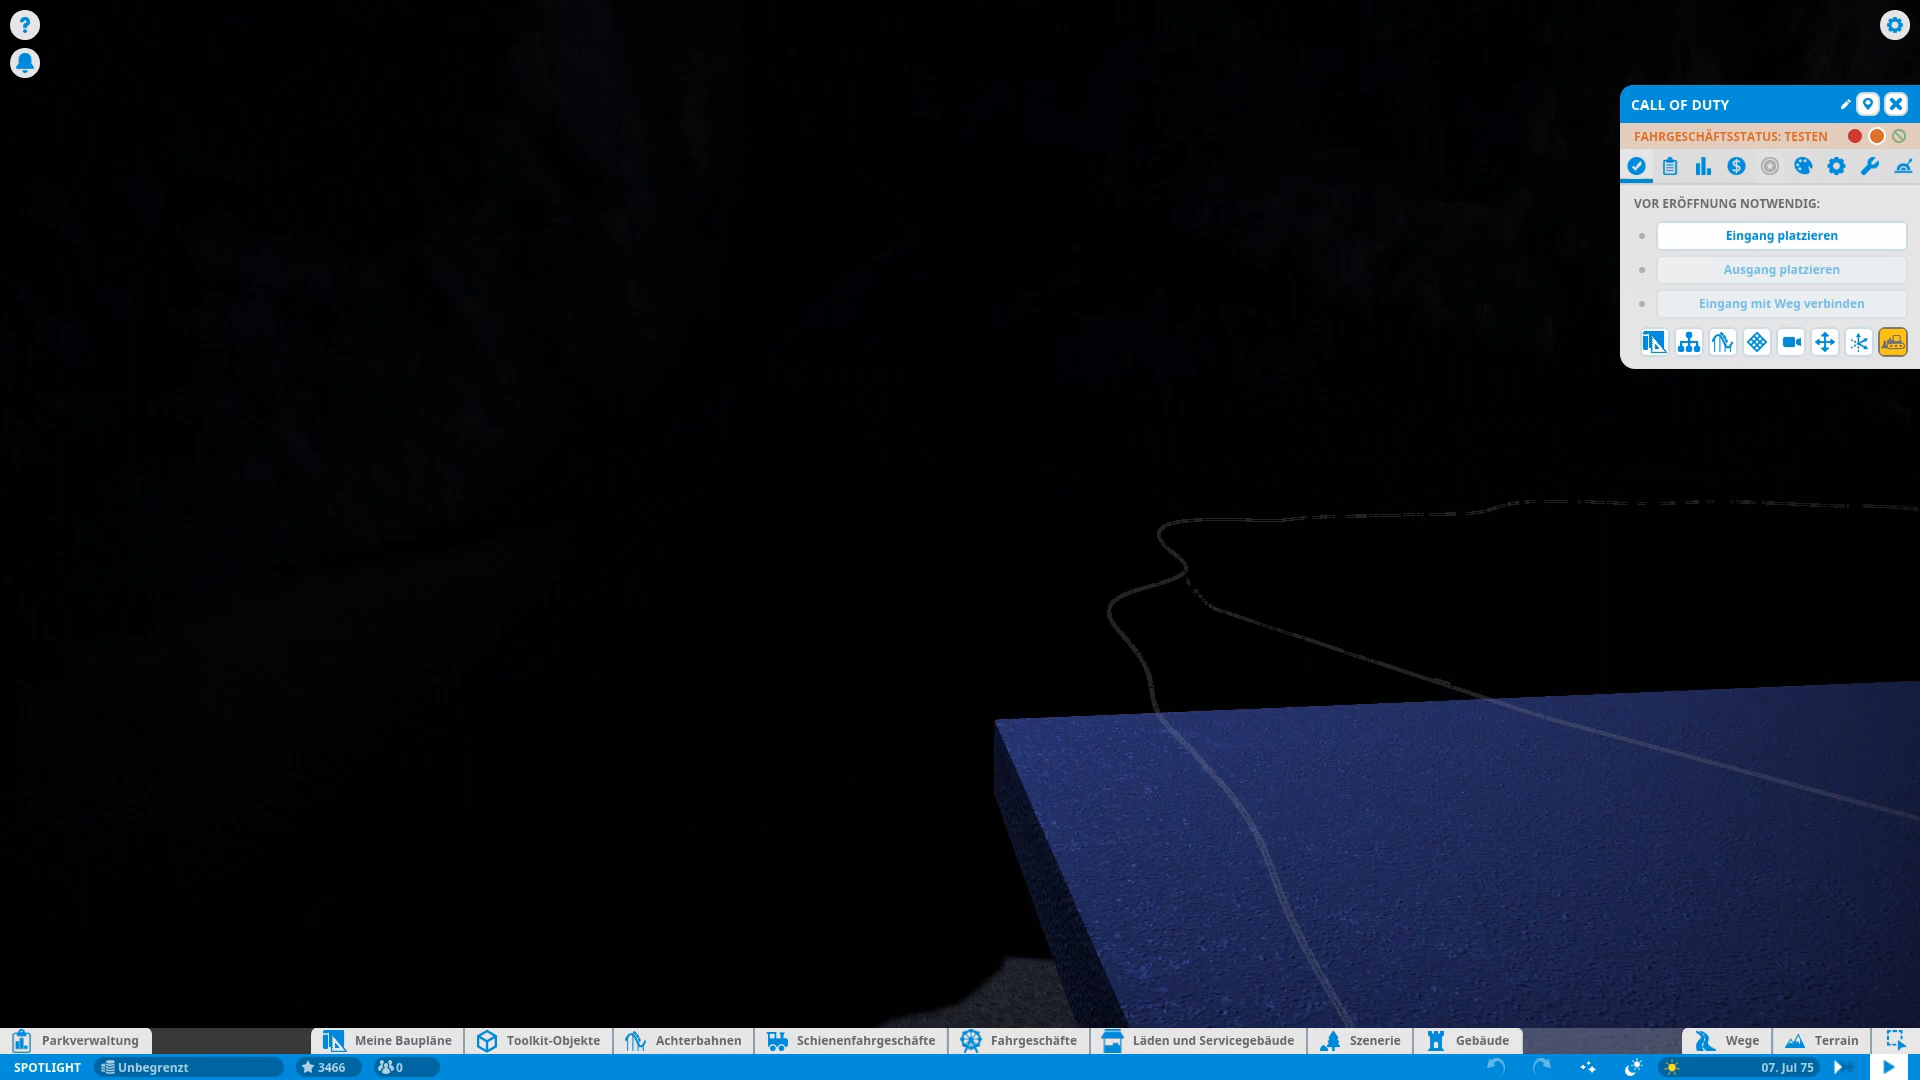 CALL OF DUTY
FAHRGESCHÄFTSSTATUS: TESTEN
VOR ERÖFFNUNG NOTWENDIG:
Eingang platzieren
Ausgang platzieren
Eingang mit Weg verbinden
Parkverwaltung
Meine Baupläne
Toolkit-Objekte
Achterbahnen
Schienenfahrgeschäfte
Fahrgeschäfte
Läden und Servicegebäude
Szenerie
Gebäude
Wege
Terrain
SPOTLIGHT
Unbegrenzt
3466
0
07. Jul 75